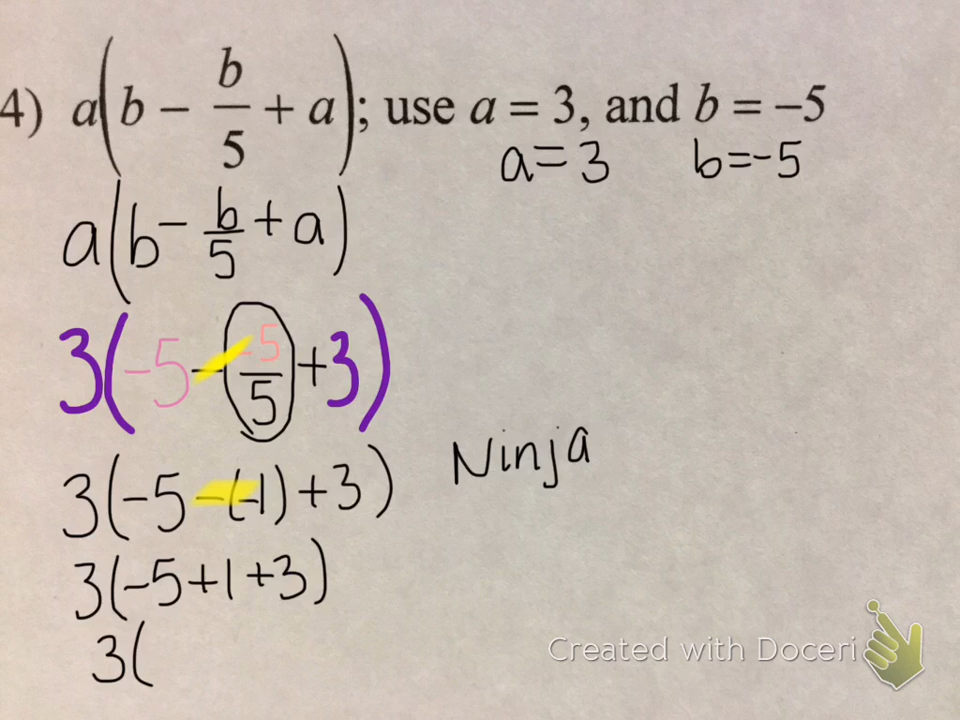 4) a(b − b/5 + a); use a = 3, and b = −5
a=3 b=-5
a(b - b/5 + a)
3(-5 - -5/5 + 3)
3(-5 -(-1)+3) Ninja
3(-5+1+3)
3(
Created with Doceri